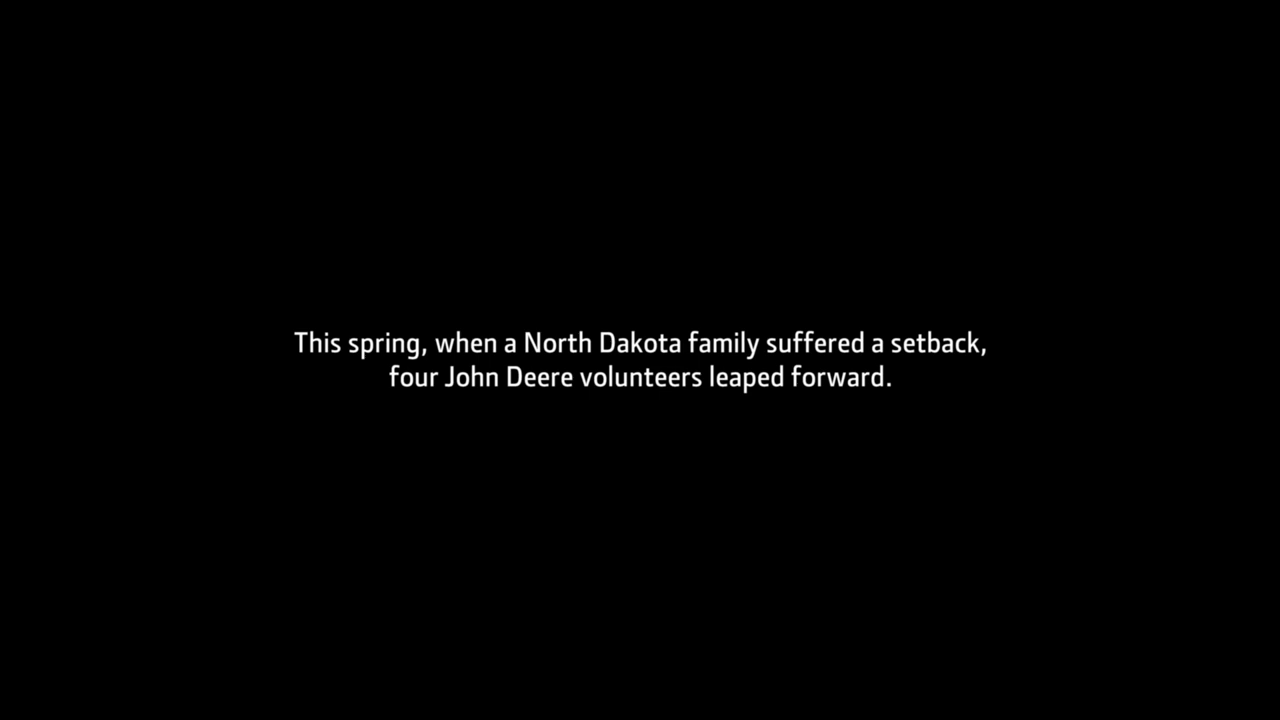 This spring, when a North Dakota family suffered a setback,
four John Deere volunteers leaped forward.